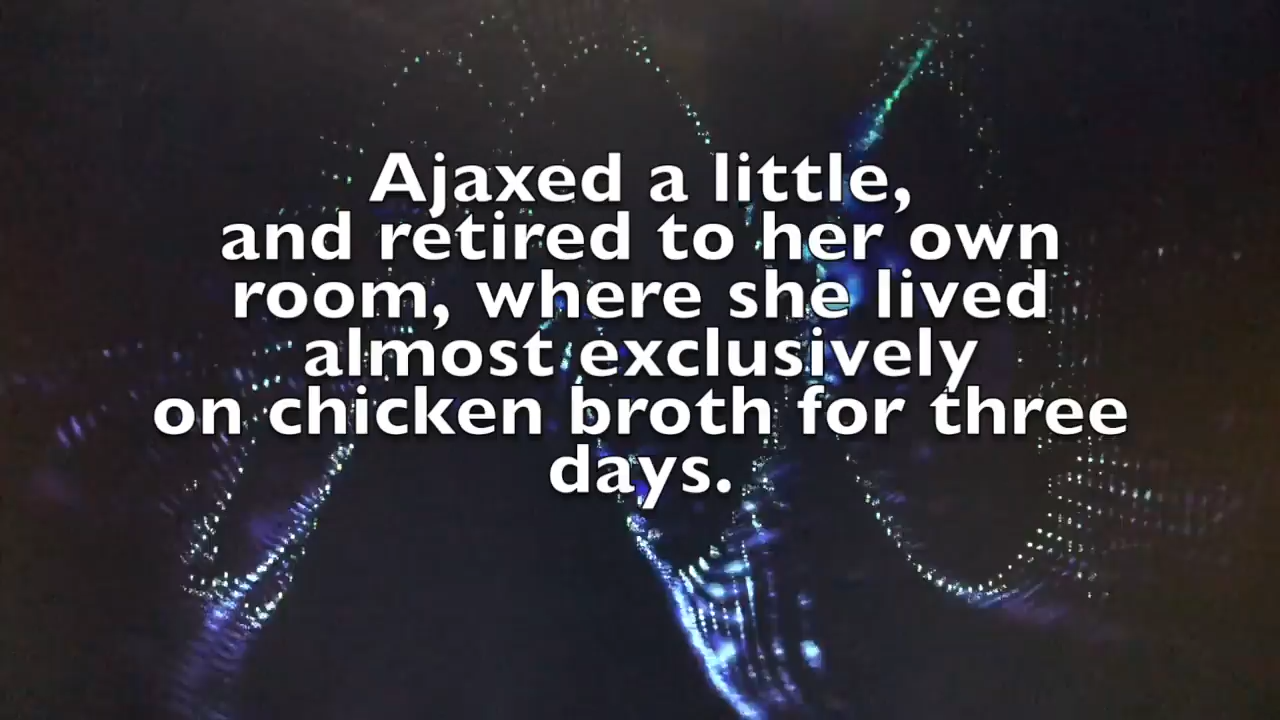 Ajaxed a little,
and retired to her own
room, where she lived
almost exclusively
on chicken broth for three
days.